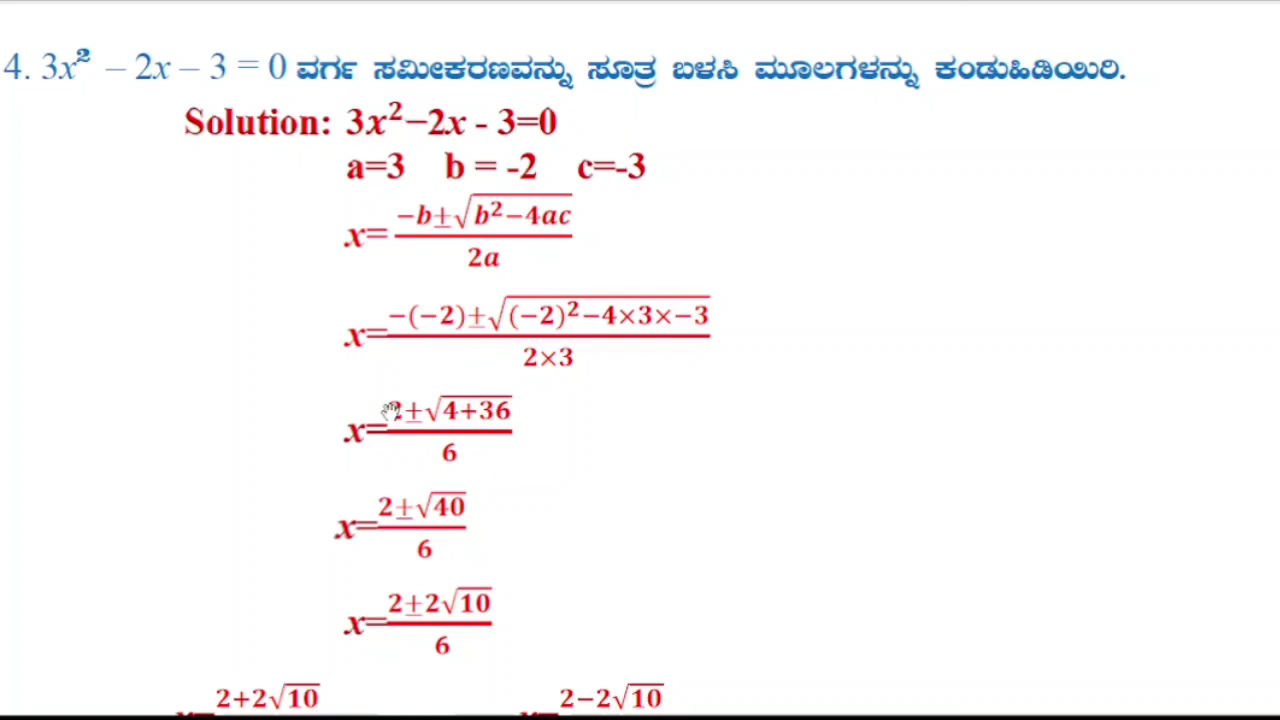 4. 3x² – 2x – 3 = 0 ವರ್ಗ ಸಮೀಕರಣವನ್ನು ಸೂತ್ರ ಬಳಸಿ ಮೂಲಗಳನ್ನು ಕಂಡುಹಿಡಿಯಿರಿ.
Solution: 3x²−2x - 3=0
a=3 b = -2 c=-3
x= −b±√b²−4ac
2a
x= −(−2)±√(−2)²−4×3×−3
2×3
x= 2±√4+36
6
x= 2±√40
6
x= 2±2√10
6
x= 2+2√10 x= 2−2√10